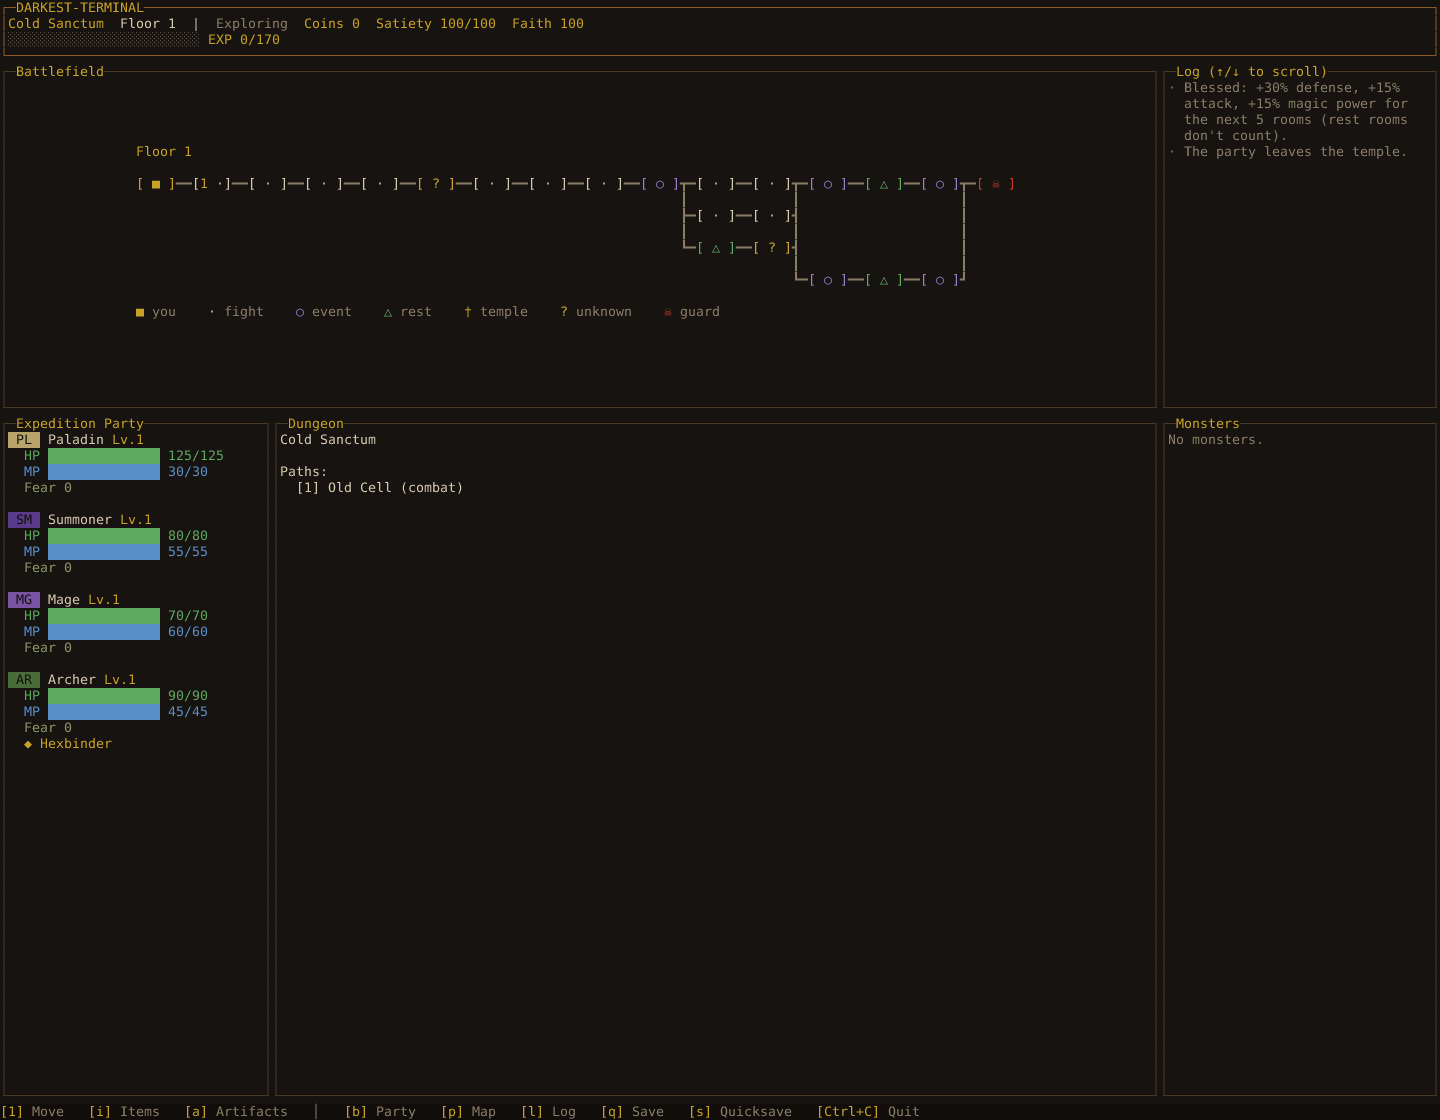 DARKEST-TERMINAL
Cold Sanctum  Floor 1  |  Exploring  Coins 0  Satiety 100/100  Faith 100
EXP 0/170
Battlefield
Floor 1
[ ■ ]──[1 ·]──[ · ]──[ · ]──[ · ]──[ ? ]──[ · ]──[ · ]──[ · ]──[ ○ ]┬─[ · ]──[ · ]┬─[ ○ ]──[ △ ]──[ ○ ]┬─[ ☠ ]
├─[ · ]──[ · ]┤
└─[ △ ]──[ ? ]┤
└─[ ○ ]──[ △ ]──[ ○ ]┘
■ you    · fight    ○ event    △ rest    † temple    ? unknown    ☠ guard
Log (↑/↓ to scroll)
· Blessed: +30% defense, +15%
attack, +15% magic power for
the next 5 rooms (rest rooms
don't count).
· The party leaves the temple.
Expedition Party
PL  Paladin Lv.1
HP 125/125
MP 30/30
Fear 0
SM  Summoner Lv.1
HP 80/80
MP 55/55
Fear 0
MG  Mage Lv.1
HP 70/70
MP 60/60
Fear 0
AR  Archer Lv.1
HP 90/90
MP 45/45
Fear 0
◆ Hexbinder
Dungeon
Cold Sanctum
Paths:
[1] Old Cell (combat)
Monsters
No monsters.
[1] Move   [i] Items   [a] Artifacts   │   [b] Party   [p] Map   [l] Log   [q] Save   [s] Quicksave   [Ctrl+C] Quit